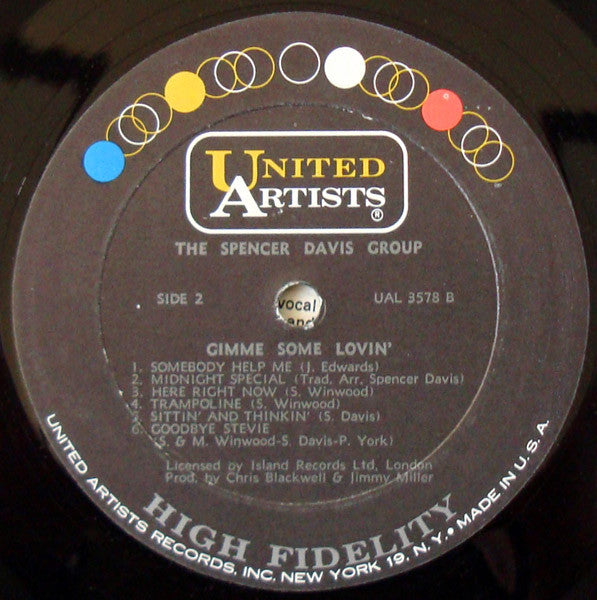 UNITED
ARTISTS
®
THE SPENCER DAVIS GROUP
SIDE 2
UAL 3578 B
vocal
and
GIMME SOME LOVIN'
1. SOMEBODY HELP ME (J. Edwards)
2. MIDNIGHT SPECIAL (Trad. Arr. Spencer Davis)
3. HERE RIGHT NOW (S. Winwood)
4. TRAMPOLINE (S. Winwood)
5. SITTIN' AND THINKIN' (S. Davis)
6. GOODBYE STEVIE
(S. & M. Winwood-S. Davis-P. York)
Licensed by Island Records Ltd, London
Prod. by Chris Blackwell & Jimmy Miller
HIGH FIDELITY
UNITED ARTISTS RECORDS, INC. NEW YORK 19, N.Y. • MADE IN U.S.A.